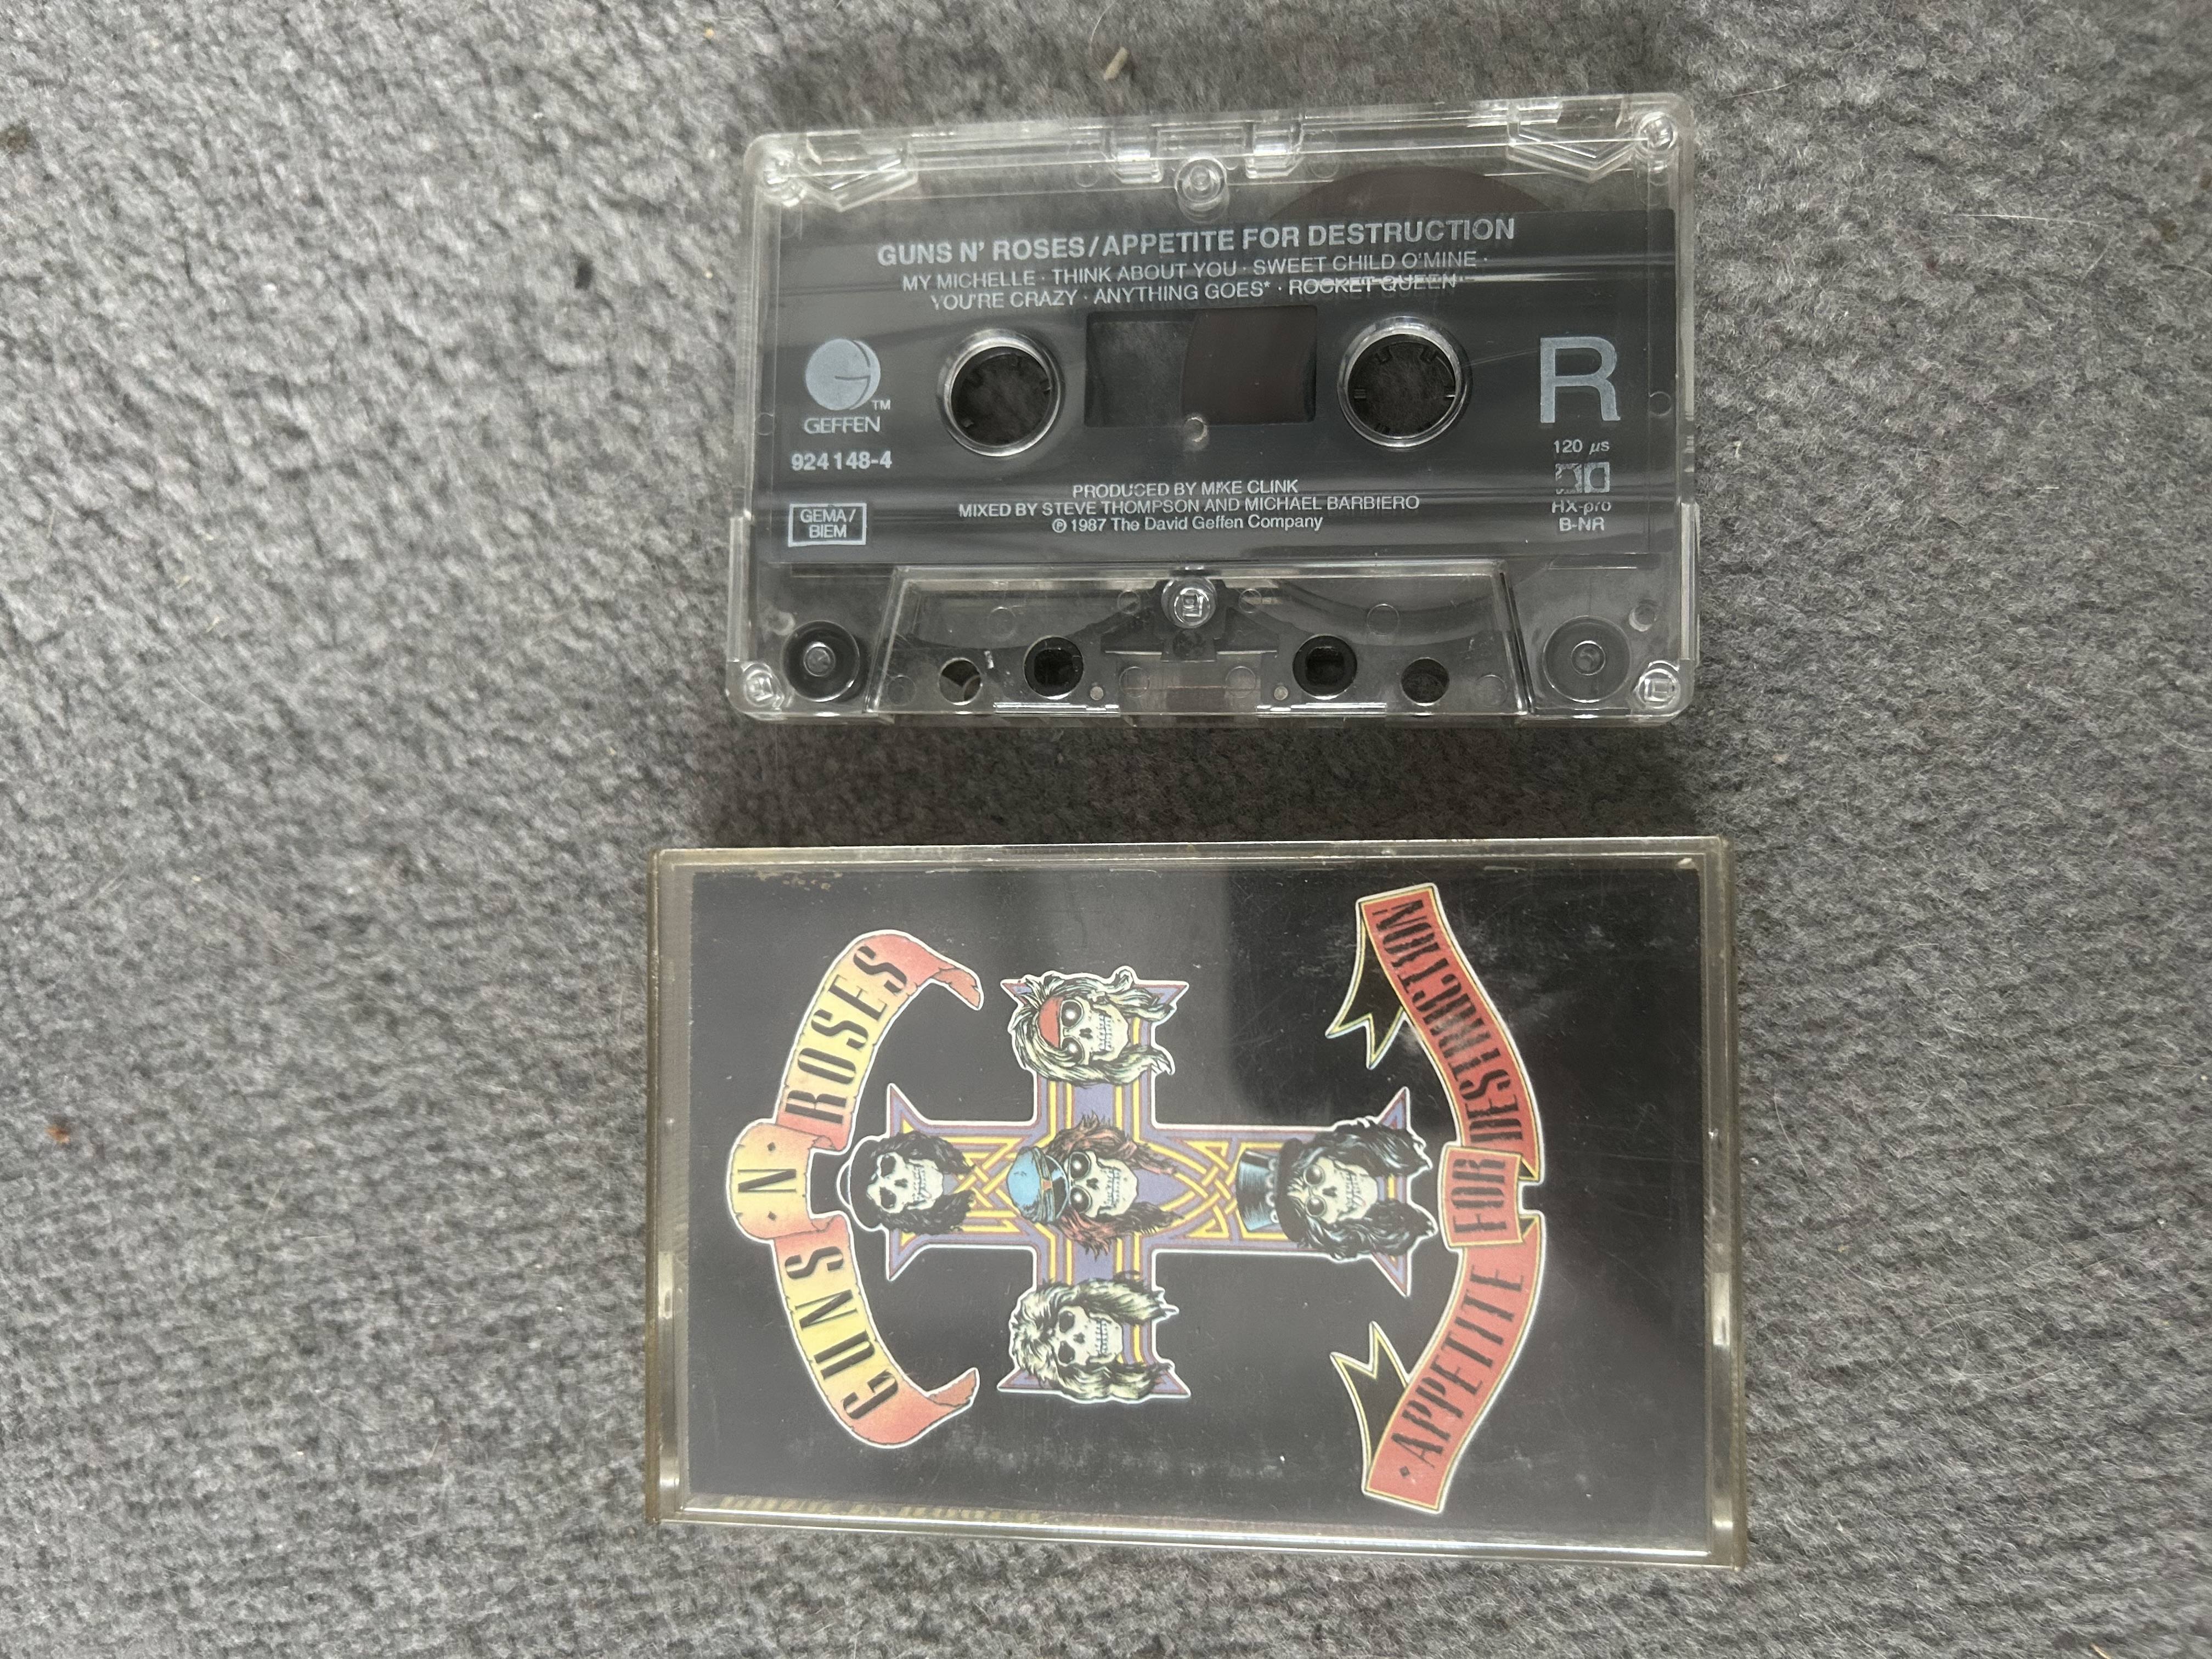 GUNS N' ROSES/APPETITE FOR DESTRUCTION
MY MICHELLE · THINK ABOUT YOU · SWEET CHILD O'MINE ·
YOU'RE CRAZY · ANYTHING GOES* · ROCKET QUEEN
TM
GEFFEN
924 148-4
GEMA/
BIEM
R
120 µs
HX-pro
B-NR
PRODUCED BY MIKE CLINK
MIXED BY STEVE THOMPSON AND MICHAEL BARBIERO
℗ 1987 The David Geffen Company
GUNS · N · ROSES
· APPETITE FOR DESTRUCTION